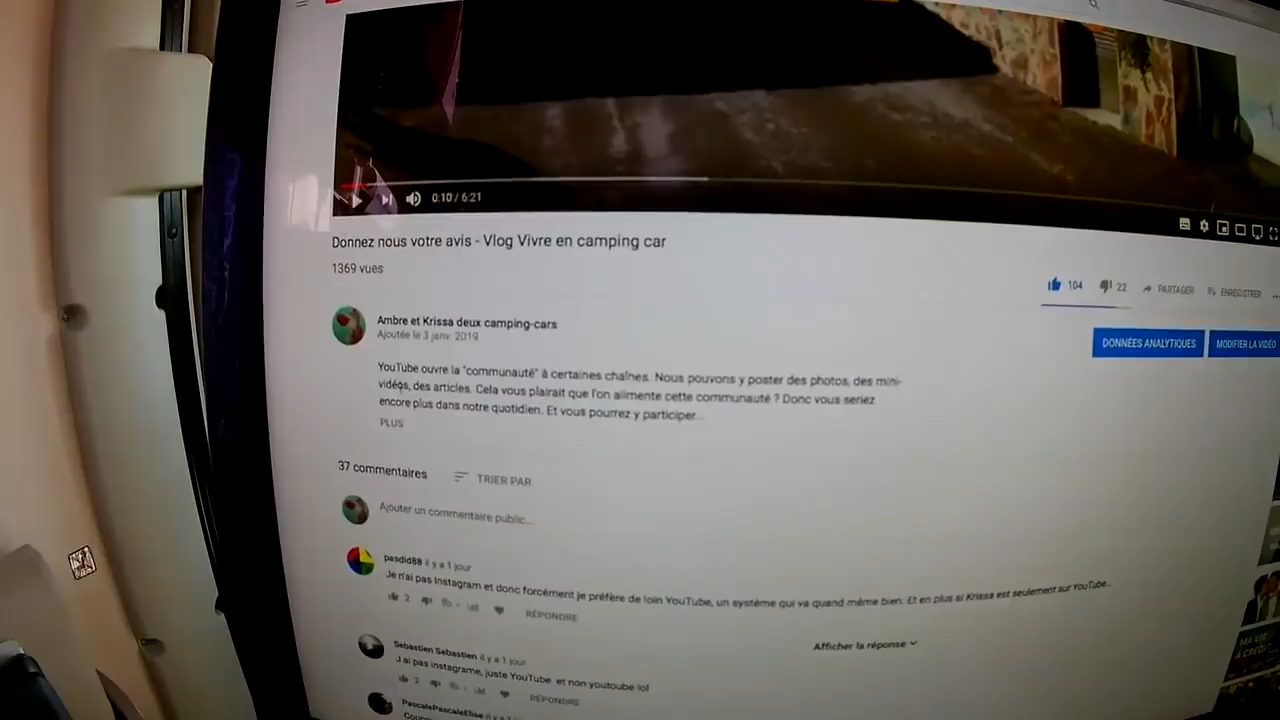 0:10 / 6:21
Donnez nous votre avis - Vlog Vivre en camping car
1369 vues
104
22
PARTAGER
ENREGISTRER
Ambre et Krissa deux camping-cars
Ajoutée le 3 janv. 2019
DONNÉES ANALYTIQUES
MODIFIER LA VIDÉO
YouTube ouvre la "communauté" à certaines chaînes. Nous pouvons y poster des photos, des mini-
vidéos, des articles. Cela vous plairait que l'on alimente cette communauté ? Donc vous seriez
encore plus dans notre quotidien. Et vous pourrez y participer...
PLUS
37 commentaires
TRIER PAR
Ajouter un commentaire public...
pasdid88 il y a 1 jour
Je n'ai pas Instagram et donc forcément je préfère de loin YouTube, un système qui va quand même bien. Et en plus si Krissa est seulement sur YouTube...
2
RÉPONDRE
Afficher la réponse
Sebastien Sebastien il y a 1 jour
J ai pas instagrame, juste YouTube et non youtoube lol
2
RÉPONDRE
PascalePascaleElise il y a 1
MA VIE
À CRÉDIT